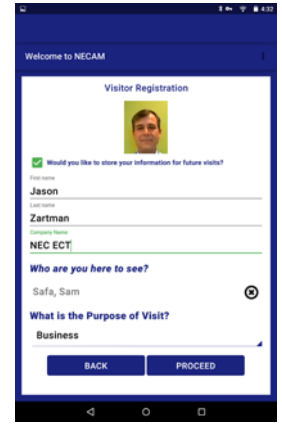 4:32
Welcome to NECAM
Visitor Registration
Would you like to store your information for future visits?
First name
Jason
Last name
Zartman
Company Name
NEC ECT
Who are you here to see?
Safa, Sam
What is the Purpose of Visit?
Business
BACK PROCEED